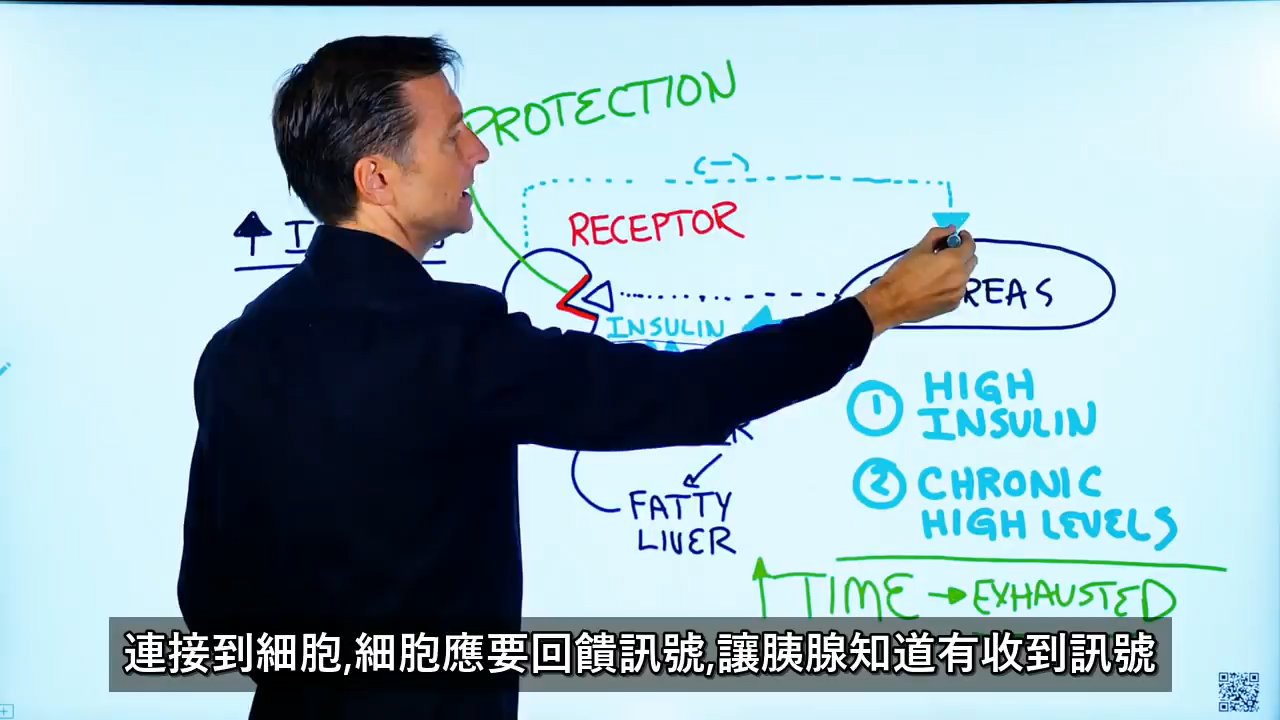 PROTECTION
(-)
RECEPTOR
INSULIN
① HIGH
INSULIN
② CHRONIC
HIGH LEVELS
FATTY
LIVER
TIME → EXHAUSTED
連接到細胞,細胞應要回饋訊號,讓胰腺知道有收到訊號